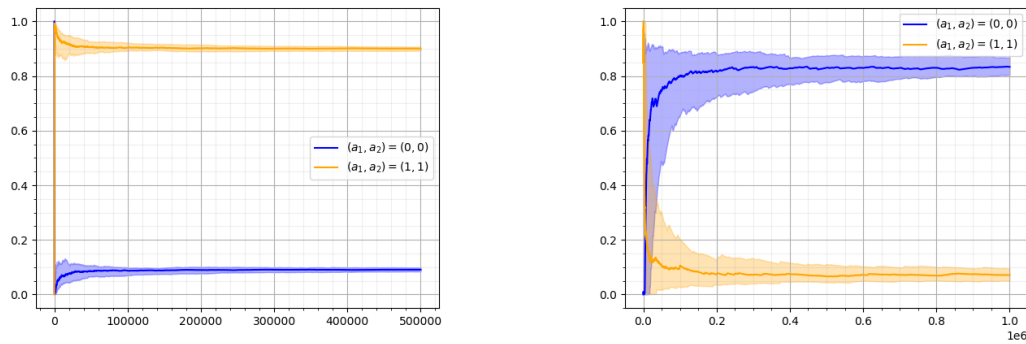 1.0
0.8
0.6
0.4
0.2
0.0
(a₁, a₂) = (0, 0)
(a₁, a₂) = (1, 1)
0 100000 200000 300000 400000 500000
1.0
0.8
0.6
0.4
0.2
0.0
(a₁, a₂) = (0, 0)
(a₁, a₂) = (1, 1)
0.0 0.2 0.4 0.6 0.8 1.0
1e6